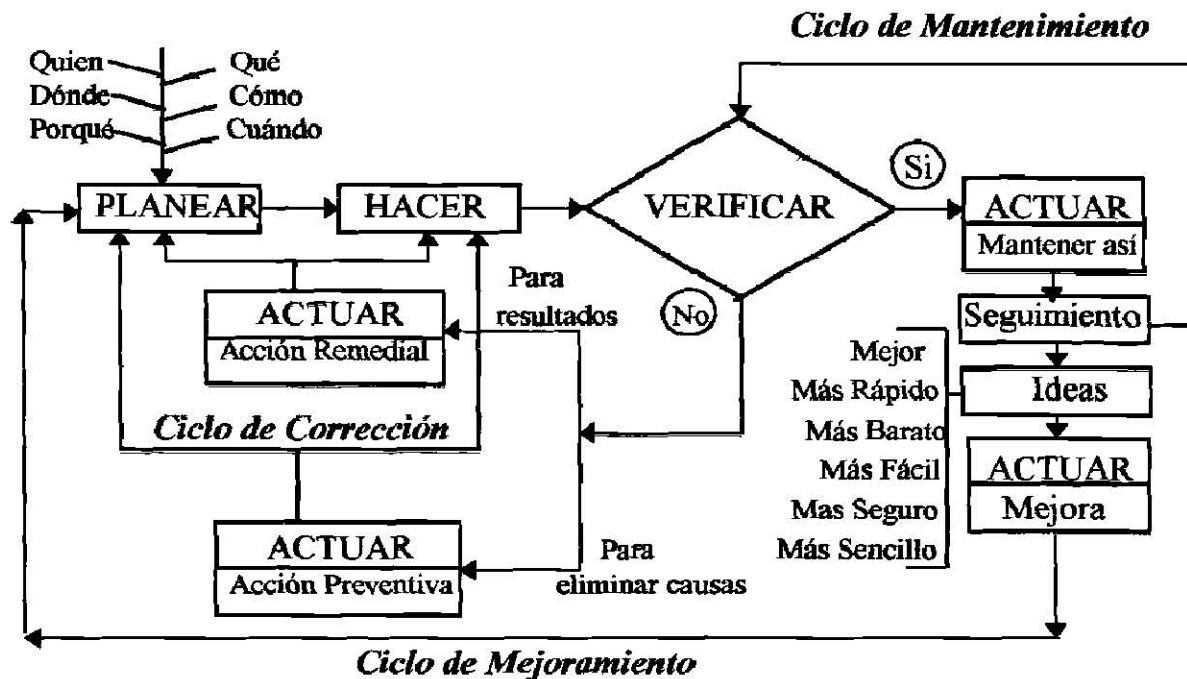 Ciclo de Mantenimiento
Quien Qué
Dónde Cómo
Porqué Cuándo
PLANEAR
HACER
VERIFICAR
Si
ACTUAR
Mantener así
No
Para
resultados
ACTUAR
Acción Remedial
Seguimiento
Ideas
Mejor
Más Rápido
Más Barato
Más Fácil
Mas Seguro
Más Sencillo
ACTUAR
Mejora
Ciclo de Corrección
ACTUAR
Acción Preventiva
Para
eliminar causas
Ciclo de Mejoramiento